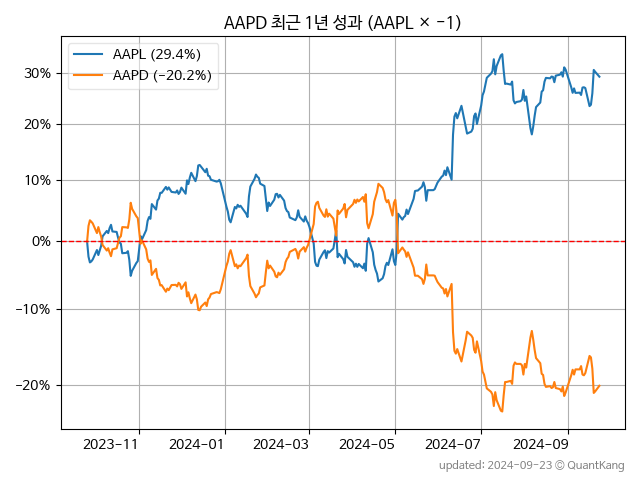 AAPD 최근 1년 성과 (AAPL × −1)
AAPL (29.4%)
AAPD (−20.2%)
30%
20%
10%
0%
−10%
−20%
2023-11 2024-01 2024-03 2024-05 2024-07 2024-09
updated: 2024-09-23 © QuantKang